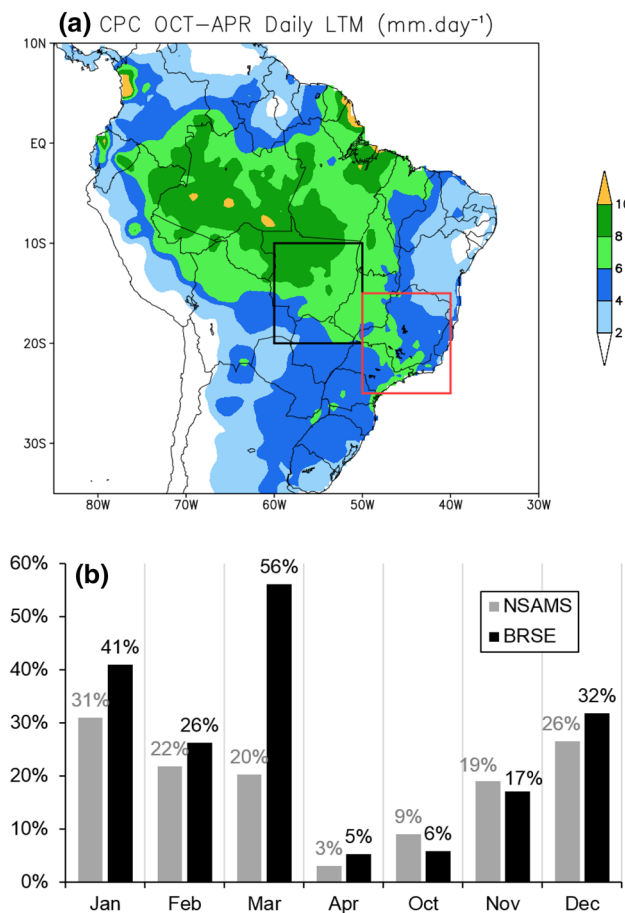 (a) CPC OCT–APR Daily LTM (mm.day⁻¹)
10N
EQ
10S
20S
30S
80W 70W 60W 50W 40W 30W
10
8
6
4
2
(b)
60%
50%
40%
30%
20%
10%
0%
NSAMS
BRSE
31% 41%
22% 26%
20% 56%
3% 5%
9% 6%
19% 17%
26% 32%
Jan Feb Mar Apr Oct Nov Dec